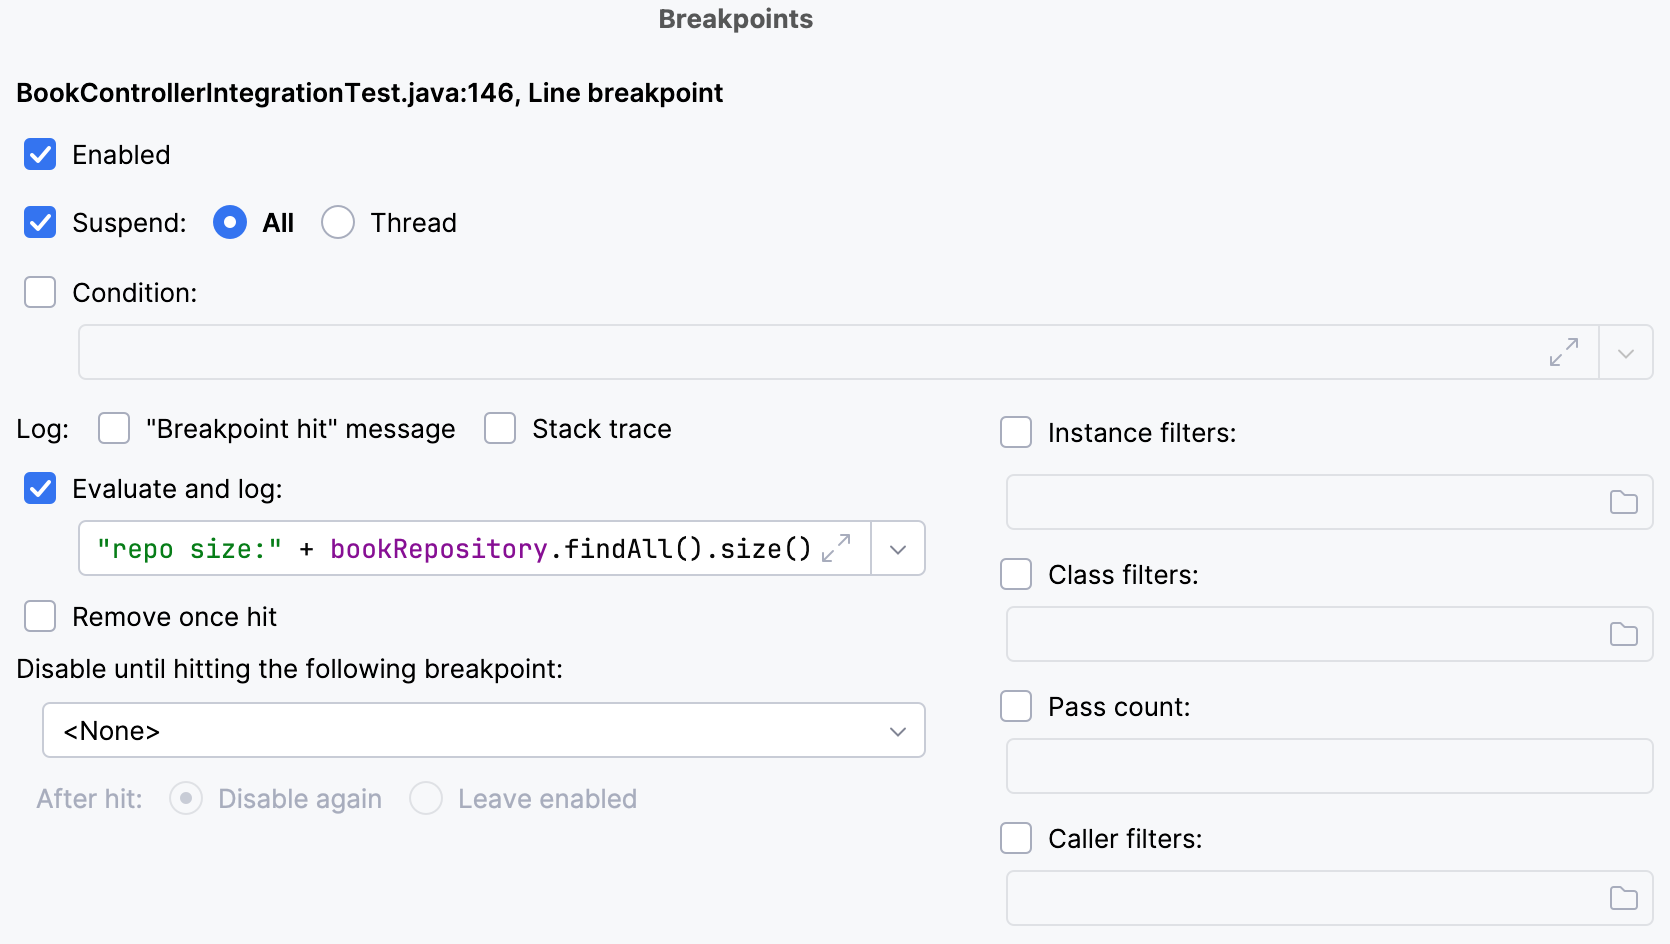 Breakpoints
BookControllerIntegrationTest.java:146, Line breakpoint
Enabled
Suspend: All Thread
Condition:
Log: "Breakpoint hit" message Stack trace
Evaluate and log:
"repo size:" + bookRepository.findAll().size()
Remove once hit
Disable until hitting the following breakpoint:
<None>
After hit: Disable again Leave enabled
Instance filters:
Class filters:
Pass count:
Caller filters: